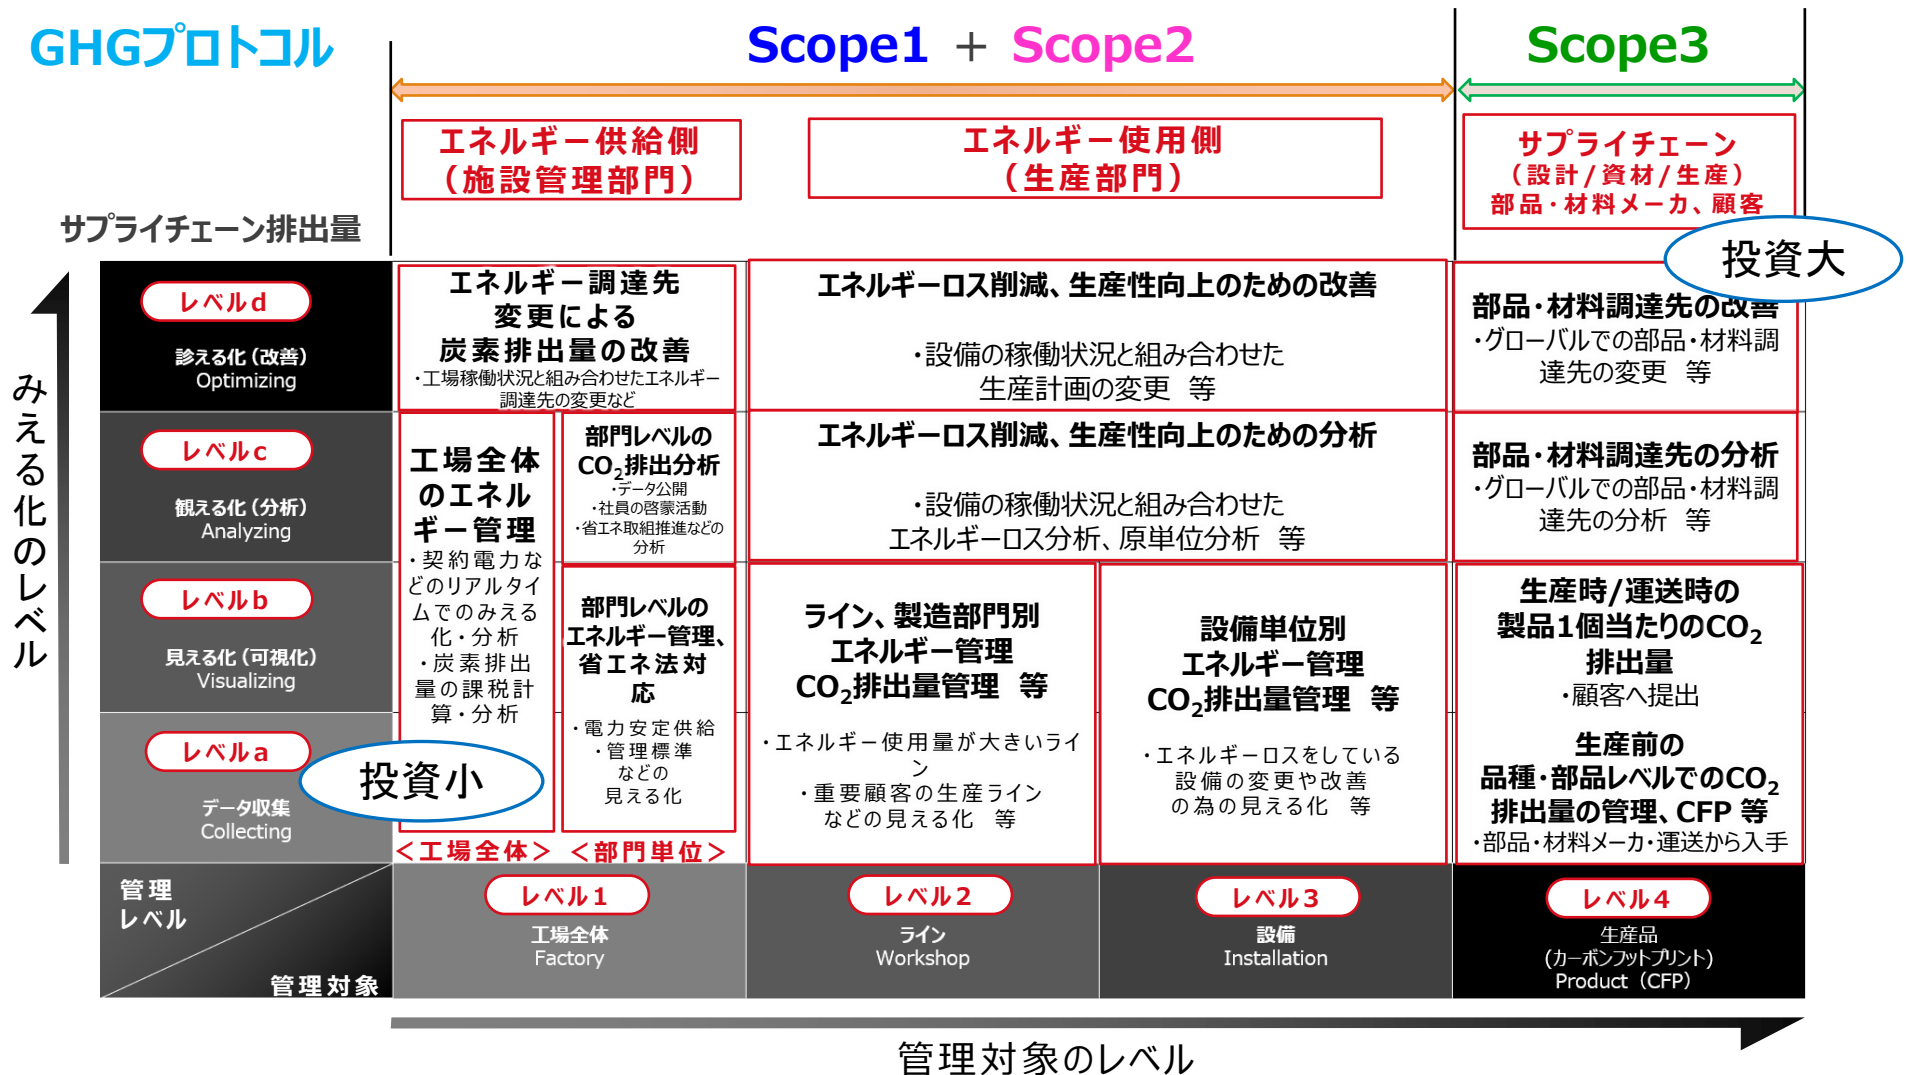 GHGプロトコル
Scope1 + Scope2
Scope3
エネルギー供給側
（施設管理部門）
エネルギー使用側
（生産部門）
サプライチェーン
（設計/資材/生産）
部品・材料メーカ、顧客
サプライチェーン排出量
投資大
みえる化のレベル
レベルd
診える化（改善）
Optimizing
エネルギー調達先
変更による
炭素排出量の改善
・工場稼働状況と組み合わせたエネルギー
調達先の変更など
エネルギーロス削減、生産性向上のための改善
・設備の稼働状況と組み合わせた
生産計画の変更　等
部品・材料調達先の改善
・グローバルでの部品・材料調
達先の変更　等
レベルc
観える化（分析）
Analyzing
工場全体
のエネル
ギー管理
・契約電力な
どのリアルタイ
ムでのみえる
化・分析
・炭素排出
量の課税計
算・分析
部門レベルの
CO2排出分析
・データ公開
・社員の啓蒙活動
・省エネ取組推進などの
分析
エネルギーロス削減、生産性向上のための分析
・設備の稼働状況と組み合わせた
エネルギーロス分析、原単位分析　等
部品・材料調達先の分析
・グローバルでの部品・材料調
達先の分析　等
レベルb
見える化（可視化）
Visualizing
部門レベルの
エネルギー管理、
省エネ法対
応
・電力安定供給
・管理標準
などの
見える化
ライン、製造部門別
エネルギー管理
CO2排出量管理　等
・エネルギー使用量が大きいライ
ン
・重要顧客の生産ライン
などの見える化　等
設備単位別
エネルギー管理
CO2排出量管理　等
・エネルギーロスをしている
設備の変更や改善
の為の見える化　等
生産時/運送時の
製品1個当たりのCO2
排出量
・顧客へ提出
生産前の
品種・部品レベルでのCO2
排出量の管理、CFP 等
・部品・材料メーカ・運送から入手
レベルa
データ収集
Collecting
投資小
＜工場全体＞
＜部門単位＞
管理
レベル
管理対象
レベル1
工場全体
Factory
レベル2
ライン
Workshop
レベル3
設備
Installation
レベル4
生産品
(カーボンフットプリント)
Product（CFP）
管理対象のレベル